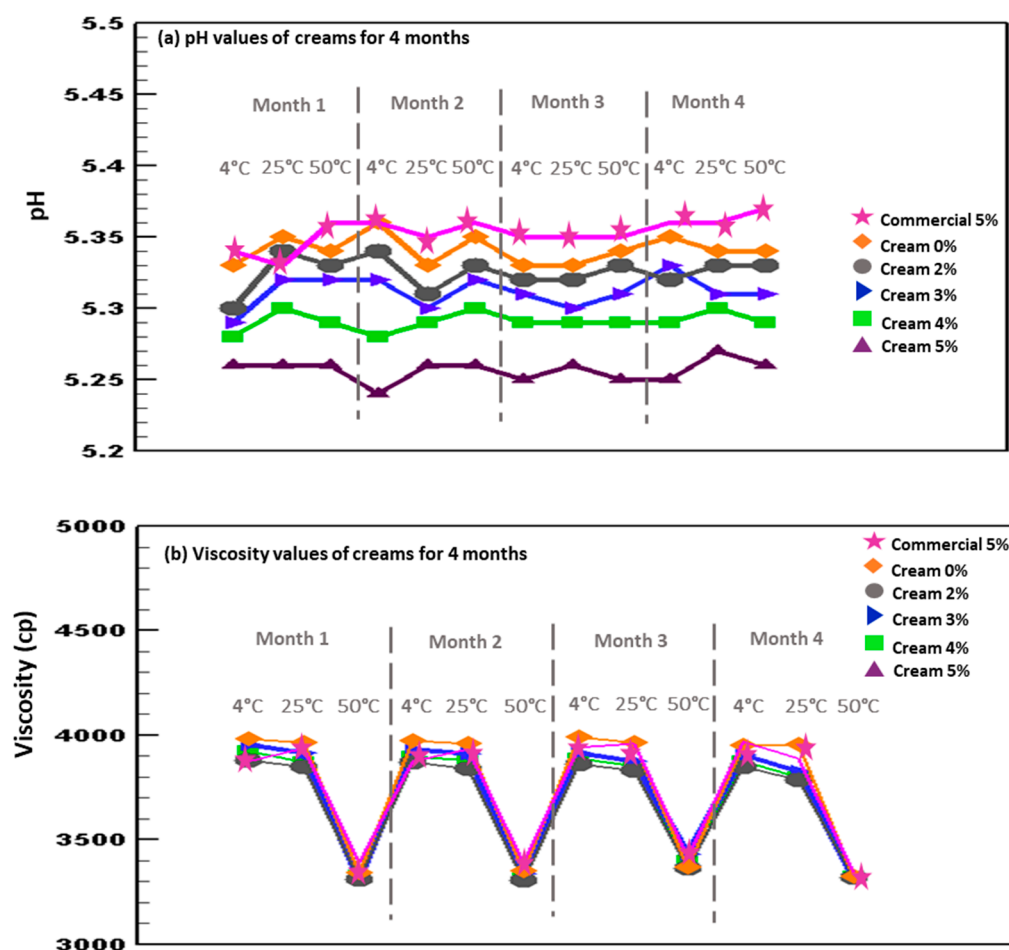 5.5
(a) pH values of creams for 4 months
5.45
Month 1 Month 2 Month 3 Month 4
5.4
4°C 25°C 50°C 4°C 25°C 50°C 4°C 25°C 50°C 4°C 25°C 50°C
pH
5.35
5.3
5.25
5.2
Commercial 5%
Cream 0%
Cream 2%
Cream 3%
Cream 4%
Cream 5%
5000
(b) Viscosity values of creams for 4 months
Commercial 5%
Cream 0%
Cream 2%
Cream 3%
Cream 4%
Cream 5%
4500
Month 1 Month 2 Month 3 Month 4
Viscosity (cp)
4°C 25°C 50°C 4°C 25°C 50°C 4°C 25°C 50°C 4°C 25°C 50°C
4000
3500
3000